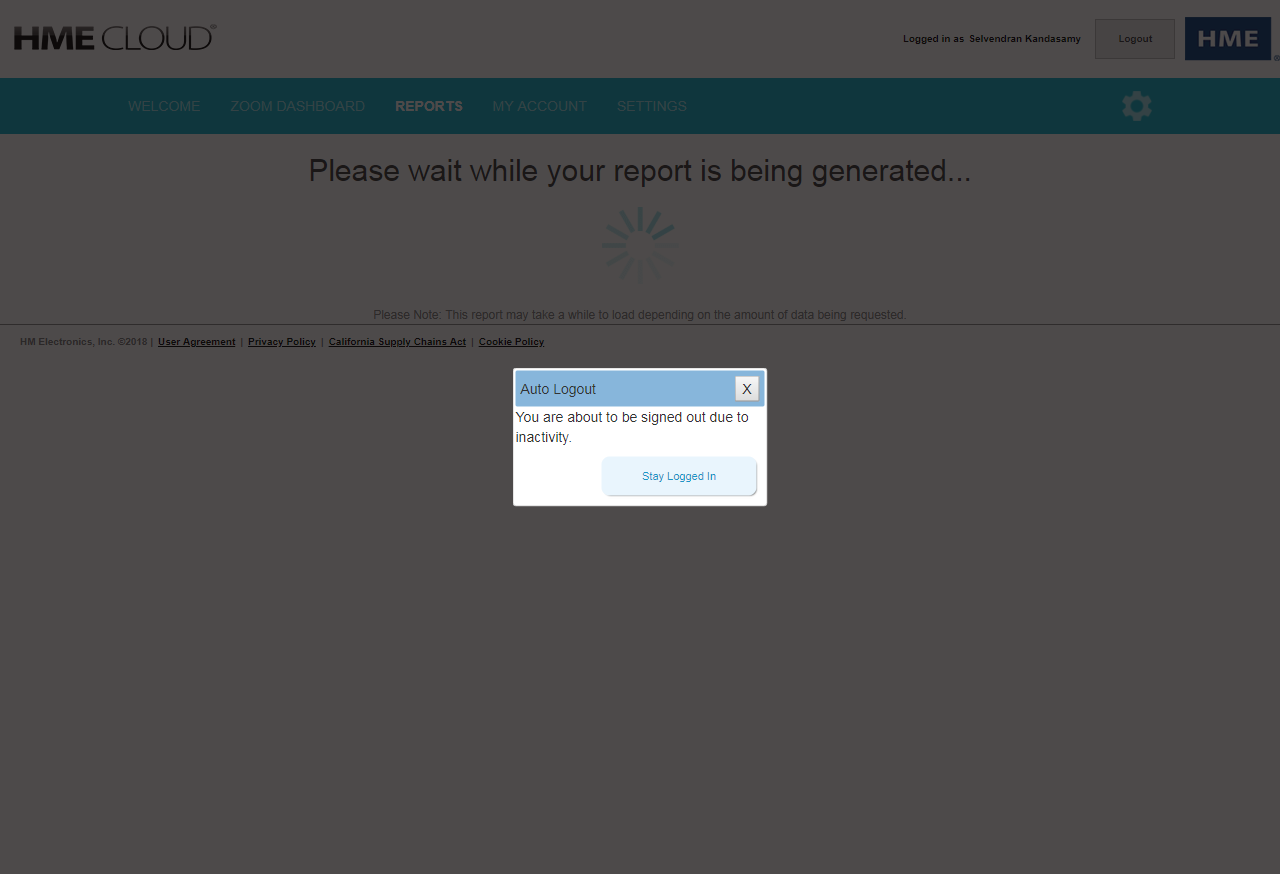 HME CLOUD®
Logged in as Selvendran Kandasamy
Logout
HME
WELCOME ZOOM DASHBOARD REPORTS MY ACCOUNT SETTINGS
Please wait while your report is being generated...
Please Note: This report may take a while to load depending on the amount of data being requested.
HM Electronics, Inc. ©2018 | User Agreement | Privacy Policy | California Supply Chains Act | Cookie Policy
Auto Logout X
You are about to be signed out due to
inactivity.
Stay Logged In